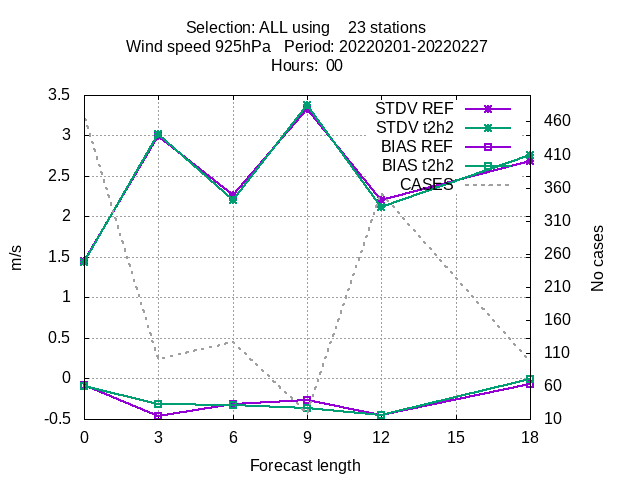 Selection: ALL using    23 stations
Wind speed 925hPa   Period: 20220201-20220227
Hours:  00
STDV REF
STDV t2h2
BIAS REF
BIAS t2h2
CASES
3.5
3
2.5
2
1.5
1
0.5
0
-0.5
m/s
460
410
360
310
260
210
160
110
60
10
No cases
0 3 6 9 12 15 18
Forecast length